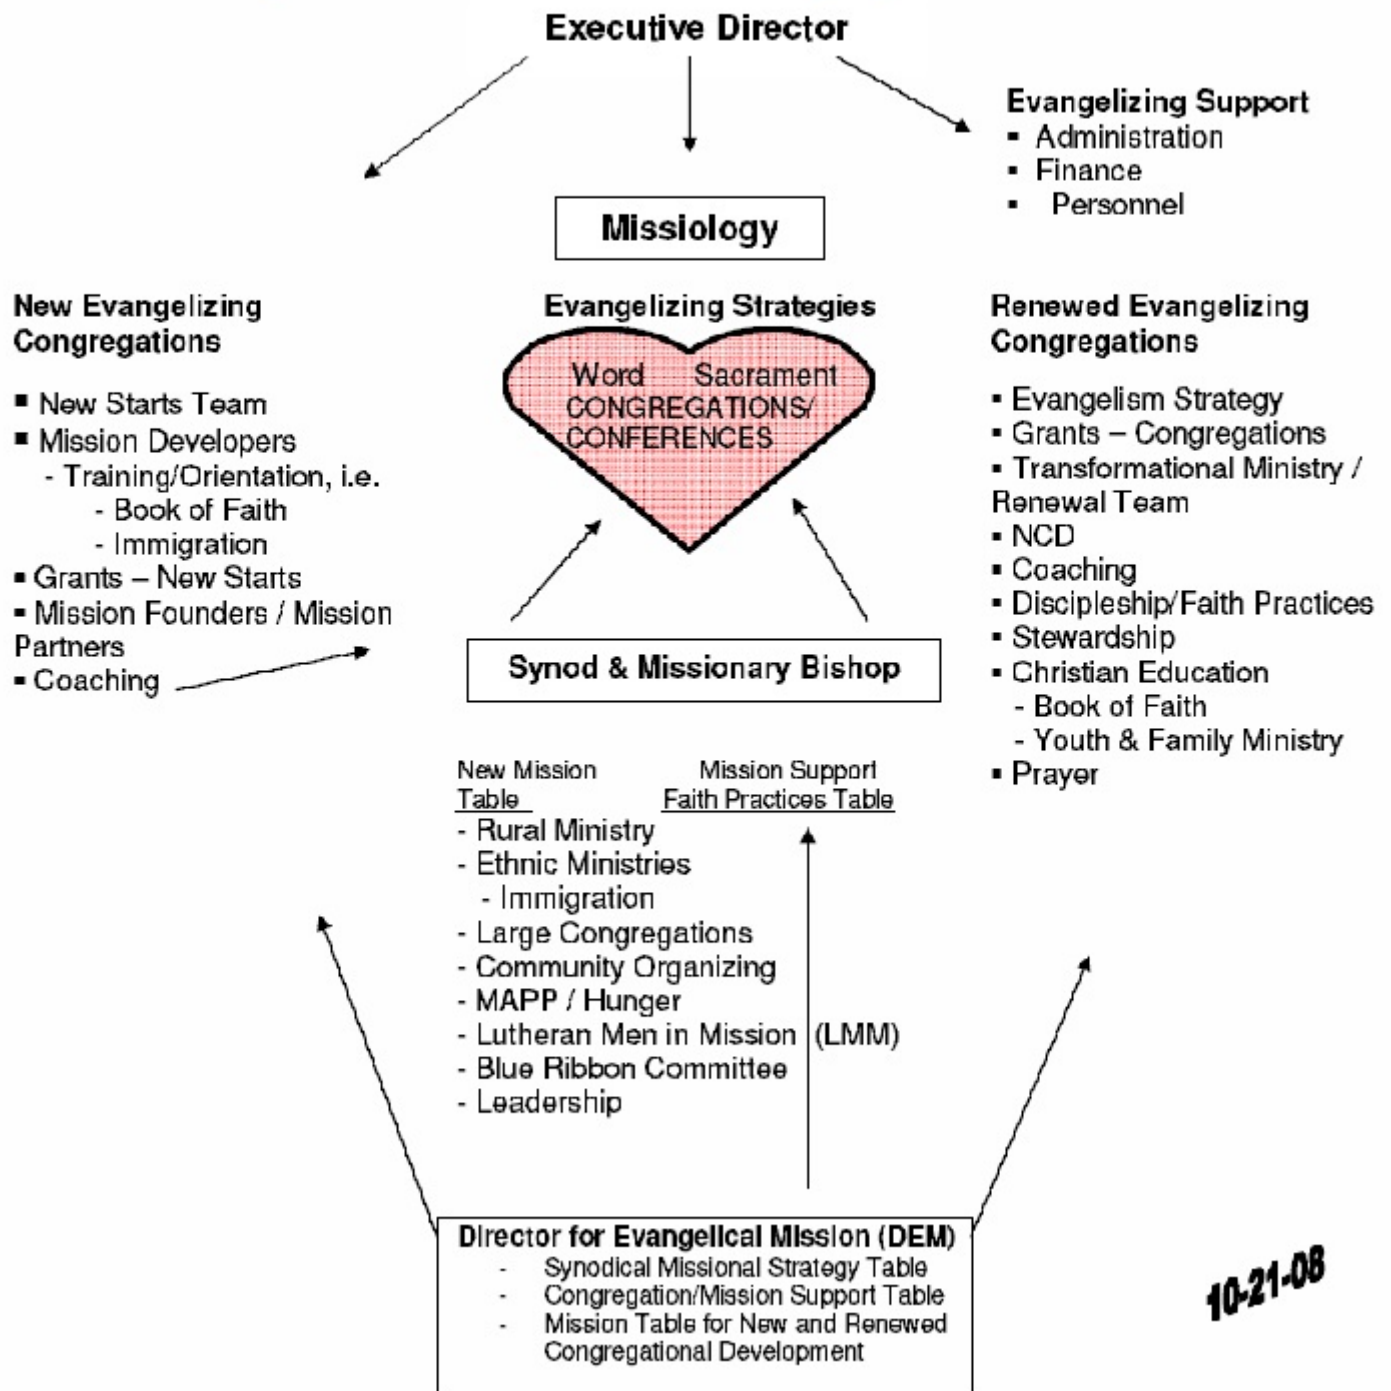 Executive Director
Evangelizing Support
▪ Administration
▪ Finance
▪ Personnel
Missiology
New Evangelizing
Congregations
▪ New Starts Team
▪ Mission Developers
- Training/Orientation, i.e.
- Book of Faith
- Immigration
▪ Grants – New Starts
▪ Mission Founders / Mission
Partners
▪ Coaching
Evangelizing Strategies
Word Sacrament
CONGREGATIONS/
CONFERENCES
Synod & Missionary Bishop
Renewed Evangelizing
Congregations
▪ Evangelism Strategy
▪ Grants – Congregations
▪ Transformational Ministry /
Renewal Team
▪ NCD
▪ Coaching
▪ Discipleship/Faith Practices
▪ Stewardship
▪ Christian Education
- Book of Faith
- Youth & Family Ministry
▪ Prayer
New Mission
Table
Mission Support
Faith Practices Table
- Rural Ministry
- Ethnic Ministries
- Immigration
- Large Congregations
- Community Organizing
- MAPP / Hunger
- Lutheran Men in Mission (LMM)
- Blue Ribbon Committee
- Leadership
Director for Evangelical Mission (DEM)
- Synodical Missional Strategy Table
- Congregation/Mission Support Table
- Mission Table for New and Renewed
Congregational Development
10-21-08